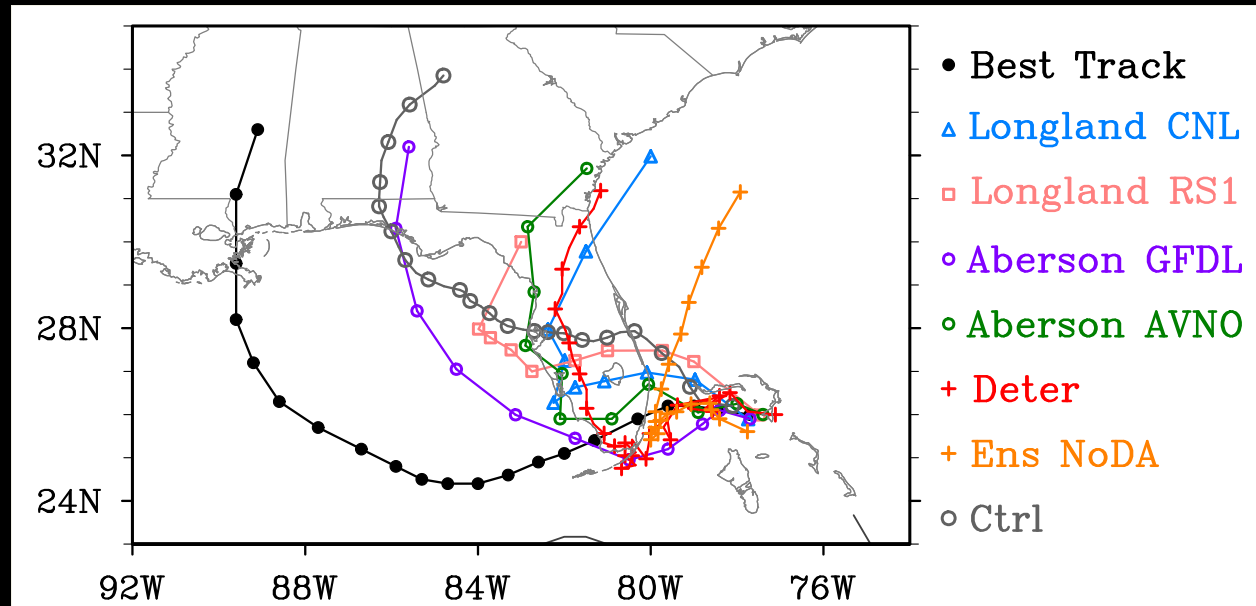 32N
28N
24N
92W 88W 84W 80W 76W
Best Track
Longland CNL
Longland RS1
Aberson GFDL
Aberson AVNO
Deter
Ens NoDA
Ctrl